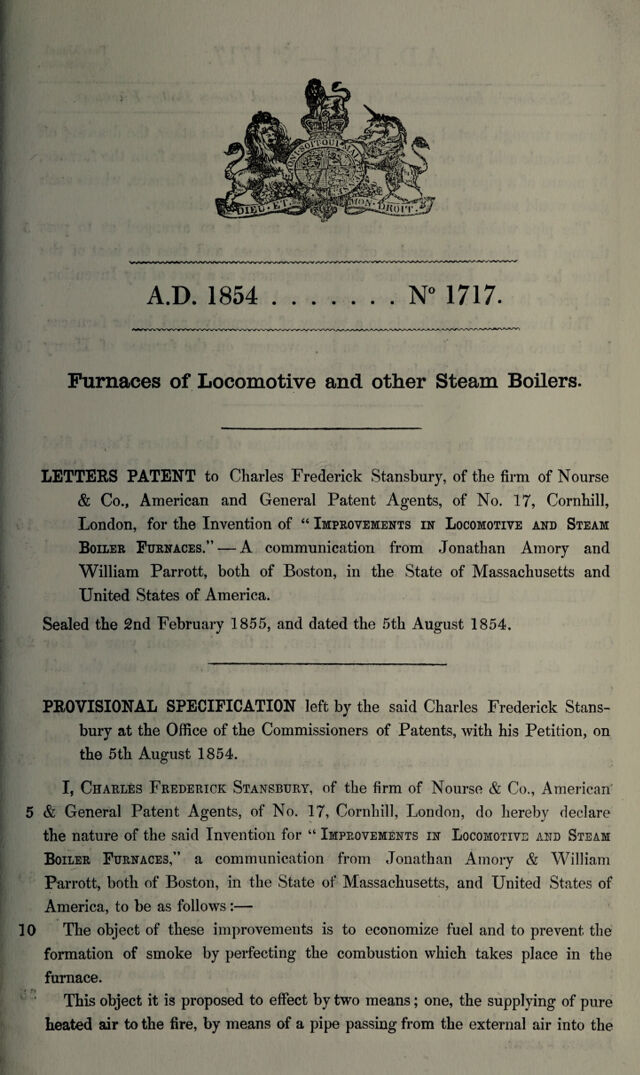 SOIT QUI MAL
DIEU · ET · MON · DROIT ·
A.D. 1854 . . . . . . . Nº 1717.
Furnaces of Locomotive and other Steam Boilers.
LETTERS PATENT to Charles Frederick Stansbury, of the firm of Nourse
& Co., American and General Patent Agents, of No. 17, Cornhill,
London, for the Invention of “ Improvements in Locomotive and Steam
Boiler Furnaces.” — A communication from Jonathan Amory and
William Parrott, both of Boston, in the State of Massachusetts and
United States of America.
Sealed the 2nd February 1855, and dated the 5th August 1854.
PROVISIONAL SPECIFICATION left by the said Charles Frederick Stans-
bury at the Office of the Commissioners of Patents, with his Petition, on
the 5th August 1854.
I, Charles Frederick Stansbury, of the firm of Nourse & Co., American
5 & General Patent Agents, of No. 17, Cornhill, London, do hereby declare
the nature of the said Invention for “ Improvements in Locomotive and Steam
Boiler Furnaces,” a communication from Jonathan Amory & William
Parrott, both of Boston, in the State of Massachusetts, and United States of
America, to be as follows :—
10 The object of these improvements is to economize fuel and to prevent the
formation of smoke by perfecting the combustion which takes place in the
furnace.
This object it is proposed to effect by two means ; one, the supplying of pure
heated air to the fire, by means of a pipe passing from the external air into the